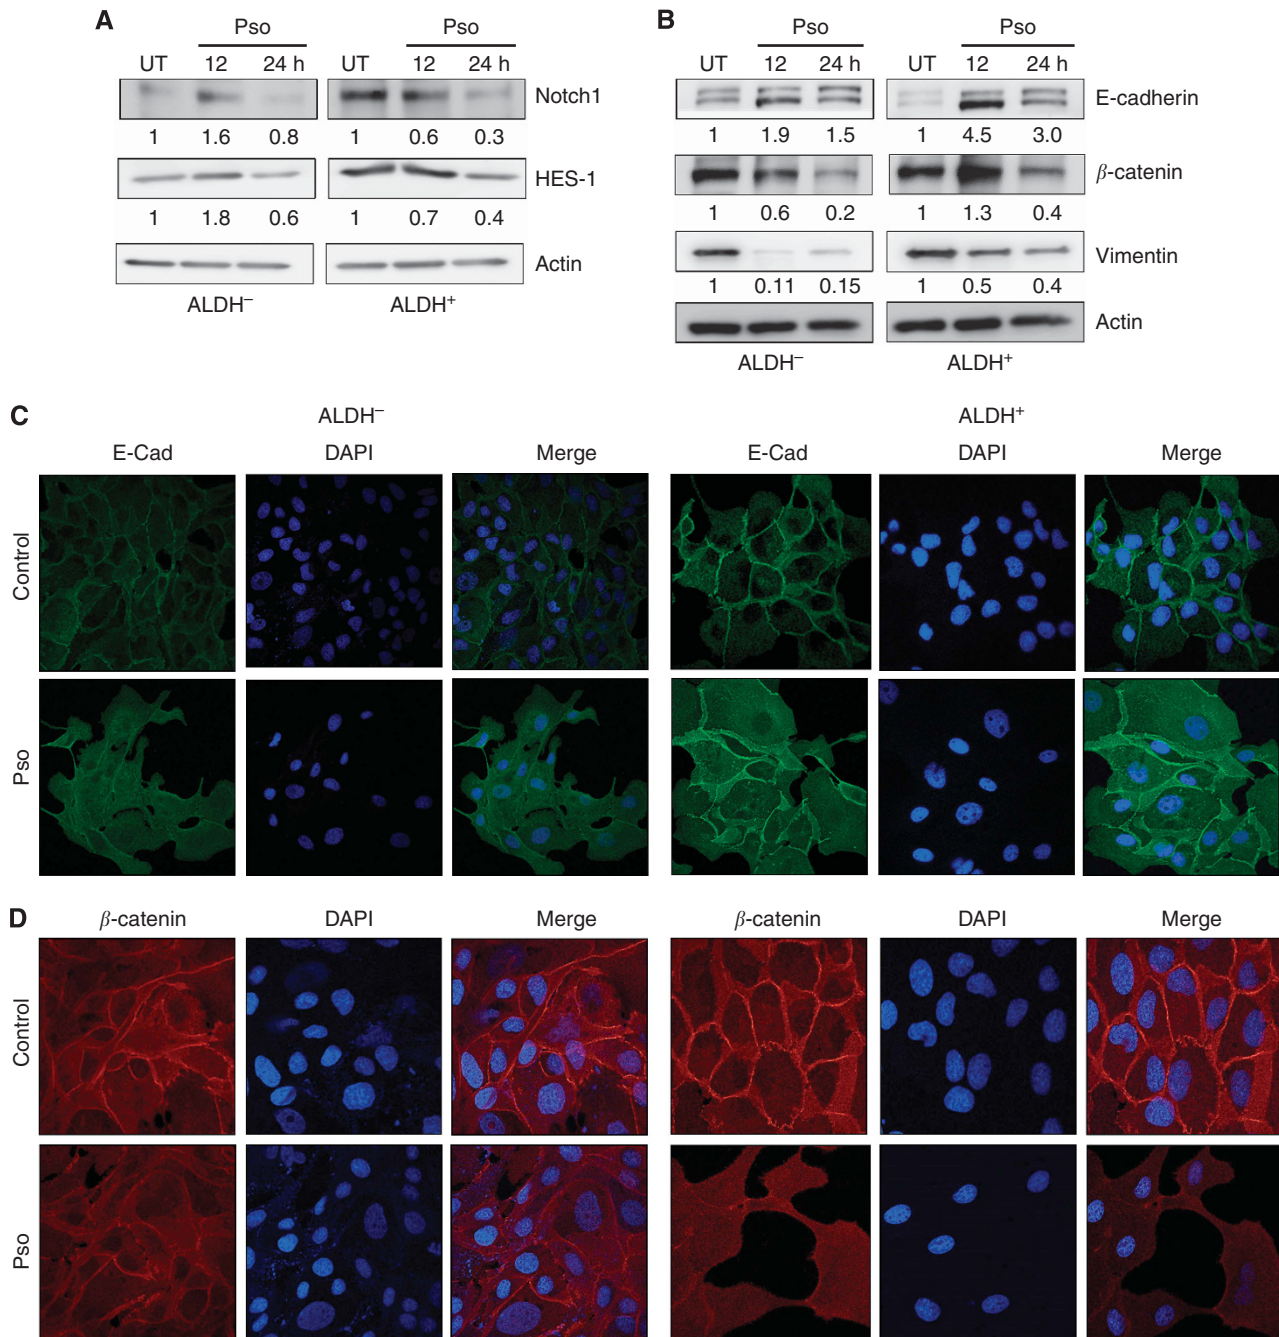 A
Pso
Pso
UT 12 24 h
UT 12 24 h
Notch1
1 1.6 0.8
1 0.6 0.3
HES-1
1 1.8 0.6
1 0.7 0.4
Actin
ALDH–
ALDH+
B
Pso
Pso
UT 12 24 h
UT 12 24 h
E-cadherin
1 1.9 1.5
1 4.5 3.0
β-catenin
1 0.6 0.2
1 1.3 0.4
Vimentin
1 0.11 0.15
1 0.5 0.4
Actin
ALDH–
ALDH+
C
ALDH–
ALDH+
E-Cad DAPI Merge
E-Cad DAPI Merge
Control
Pso
D
β-catenin DAPI Merge
β-catenin DAPI Merge
Control
Pso